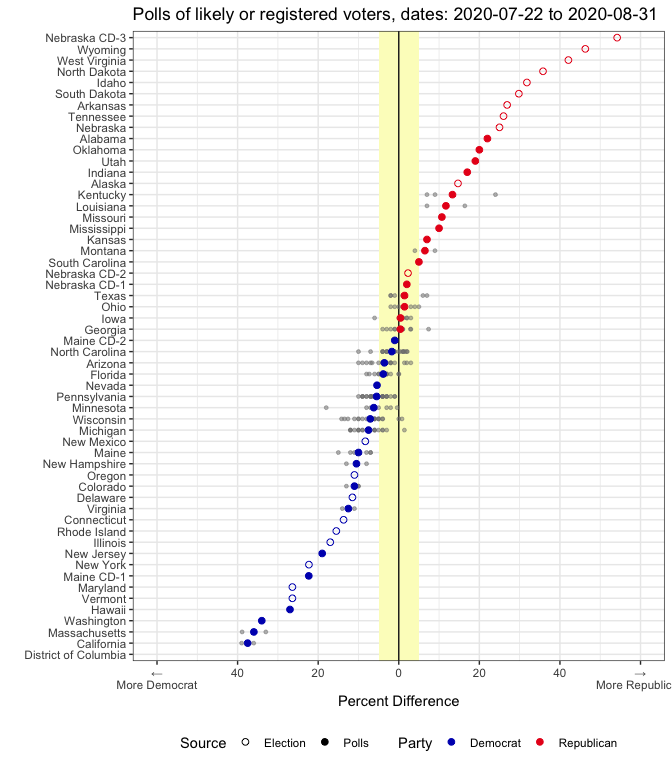 Polls of likely or registered voters, dates: 2020-07-22 to 2020-08-31
Nebraska CD-3
Wyoming
West Virginia
North Dakota
Idaho
South Dakota
Arkansas
Tennessee
Nebraska
Alabama
Oklahoma
Utah
Indiana
Alaska
Kentucky
Louisiana
Missouri
Mississippi
Kansas
Montana
South Carolina
Nebraska CD-2
Nebraska CD-1
Texas
Ohio
Iowa
Georgia
Maine CD-2
North Carolina
Arizona
Florida
Nevada
Pennsylvania
Minnesota
Wisconsin
Michigan
New Mexico
Maine
New Hampshire
Oregon
Colorado
Delaware
Virginia
Connecticut
Rhode Island
Illinois
New Jersey
New York
Maine CD-1
Maryland
Vermont
Hawaii
Washington
Massachusetts
California
District of Columbia
← 40 20 0 20 40 →
More Democrat More Republic
Percent Difference
Source Election Polls Party Democrat Republican